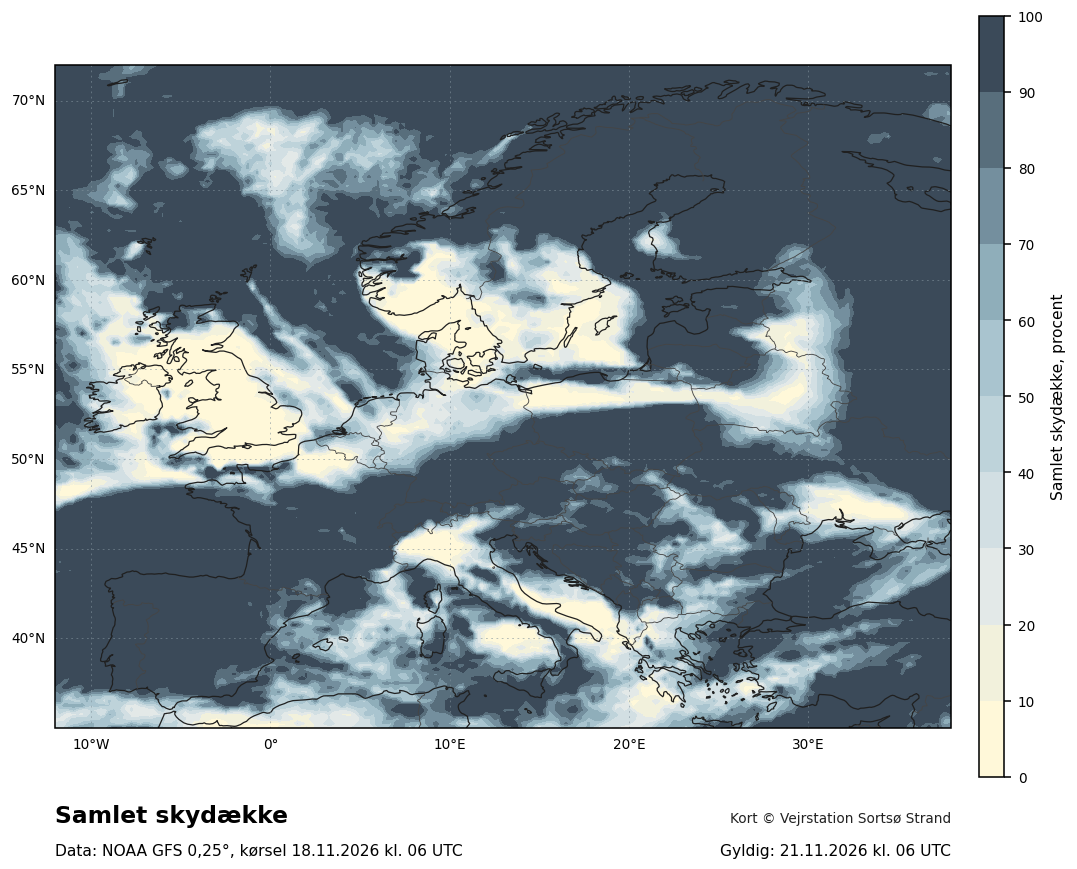 100
90
80
70
60
50
40
30
20
10
0
Samlet skydække, procent
70°N
65°N
60°N
55°N
50°N
45°N
40°N
10°W
0°
10°E
20°E
30°E
Samlet skydække
Kort © Vejrstation Sortsø Strand
Data: NOAA GFS 0,25°, kørsel 18.11.2026 kl. 06 UTC
Gyldig: 21.11.2026 kl. 06 UTC